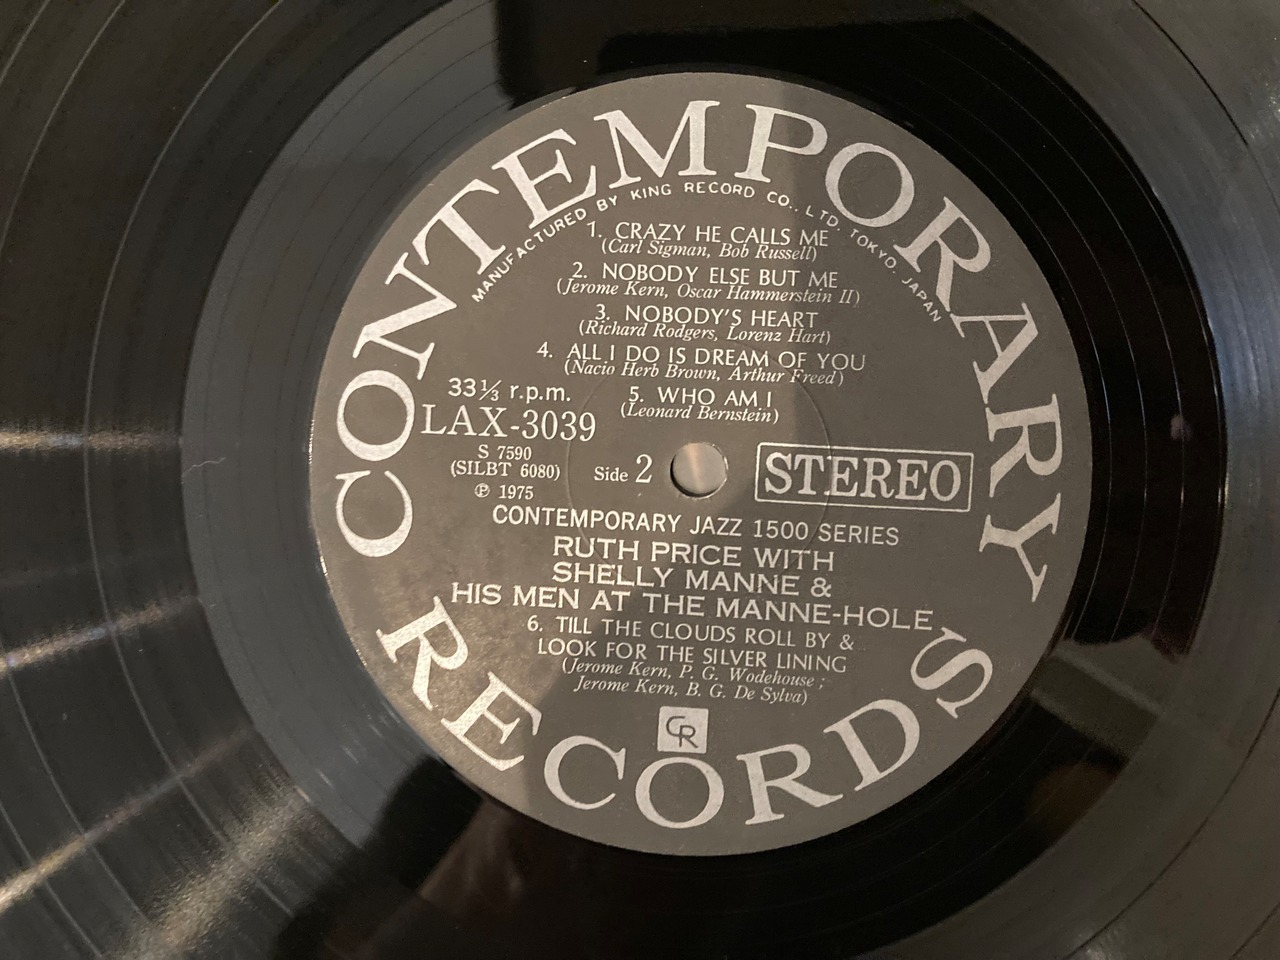 CONTEMPORARY
MANUFACTURED BY KING RECORD CO., LTD. TOKYO. JAPAN
1. CRAZY HE CALLS ME
(Carl Sigman, Bob Russell)
2. NOBODY ELSE BUT ME
(Jerome Kern, Oscar Hammerstein II)
3. NOBODY'S HEART
(Richard Rodgers, Lorenz Hart)
4. ALL I DO IS DREAM OF YOU
(Nacio Herb Brown, Arthur Freed)
5. WHO AM I
(Leonard Bernstein)
33⅓ r.p.m.
LAX-3039
S 7590
(SILBT 6080)
℗ 1975
Side 2
STEREO
CONTEMPORARY JAZZ 1500 SERIES
RUTH PRICE WITH
SHELLY MANNE &
HIS MEN AT THE MANNE-HOLE
6. TILL THE CLOUDS ROLL BY &
LOOK FOR THE SILVER LINING
(Jerome Kern, P. G. Wodehouse ;
Jerome Kern, B. G. De Sylva)
CR
RECORDS